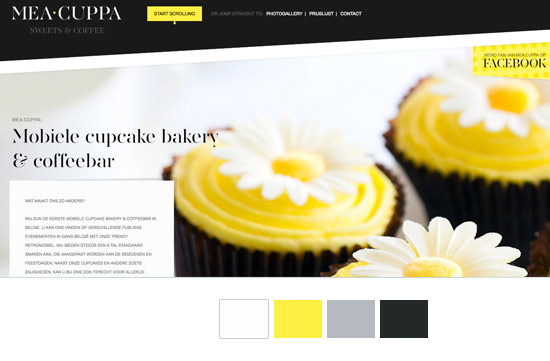 MEA·CUPPA
SWEETS & COFFEE
START SCROLLING
OR JUMP STRAIGHT TO: PHOTOGALLERY | PRIJSLIJST | CONTACT
WORD FAN VAN MEA CUPPA OP
FACEBOOK
MEA CUPPA:
Mobiele cupcake bakery
& coffeebar
WAT MAAKT ONS ZO ANDERS?
WIJ ZIJN DE EERSTE MOBIELE CUPCAKE BAKERY & COFFEEBAR IN
BELGIË. U KAN ONS VINDEN OP VERSCHILLENDE PUBLIEKE
EVENEMENTEN IN GANS BELGIË MET ONZE TRENDY
RETROMOBIEL. WIJ BIEDEN STEEDS EEN 5-TAL STANDAARD
SMAKEN AAN, DIE AANGEPAST WORDEN AAN DE SEIZOENEN EN
FEESTDAGEN. NAAST ONZE CUPCAKES EN ANDERE ZOETE
ZALIGHEDEN, KAN U BIJ ONS OOK TERECHT VOOR ALLERLEI